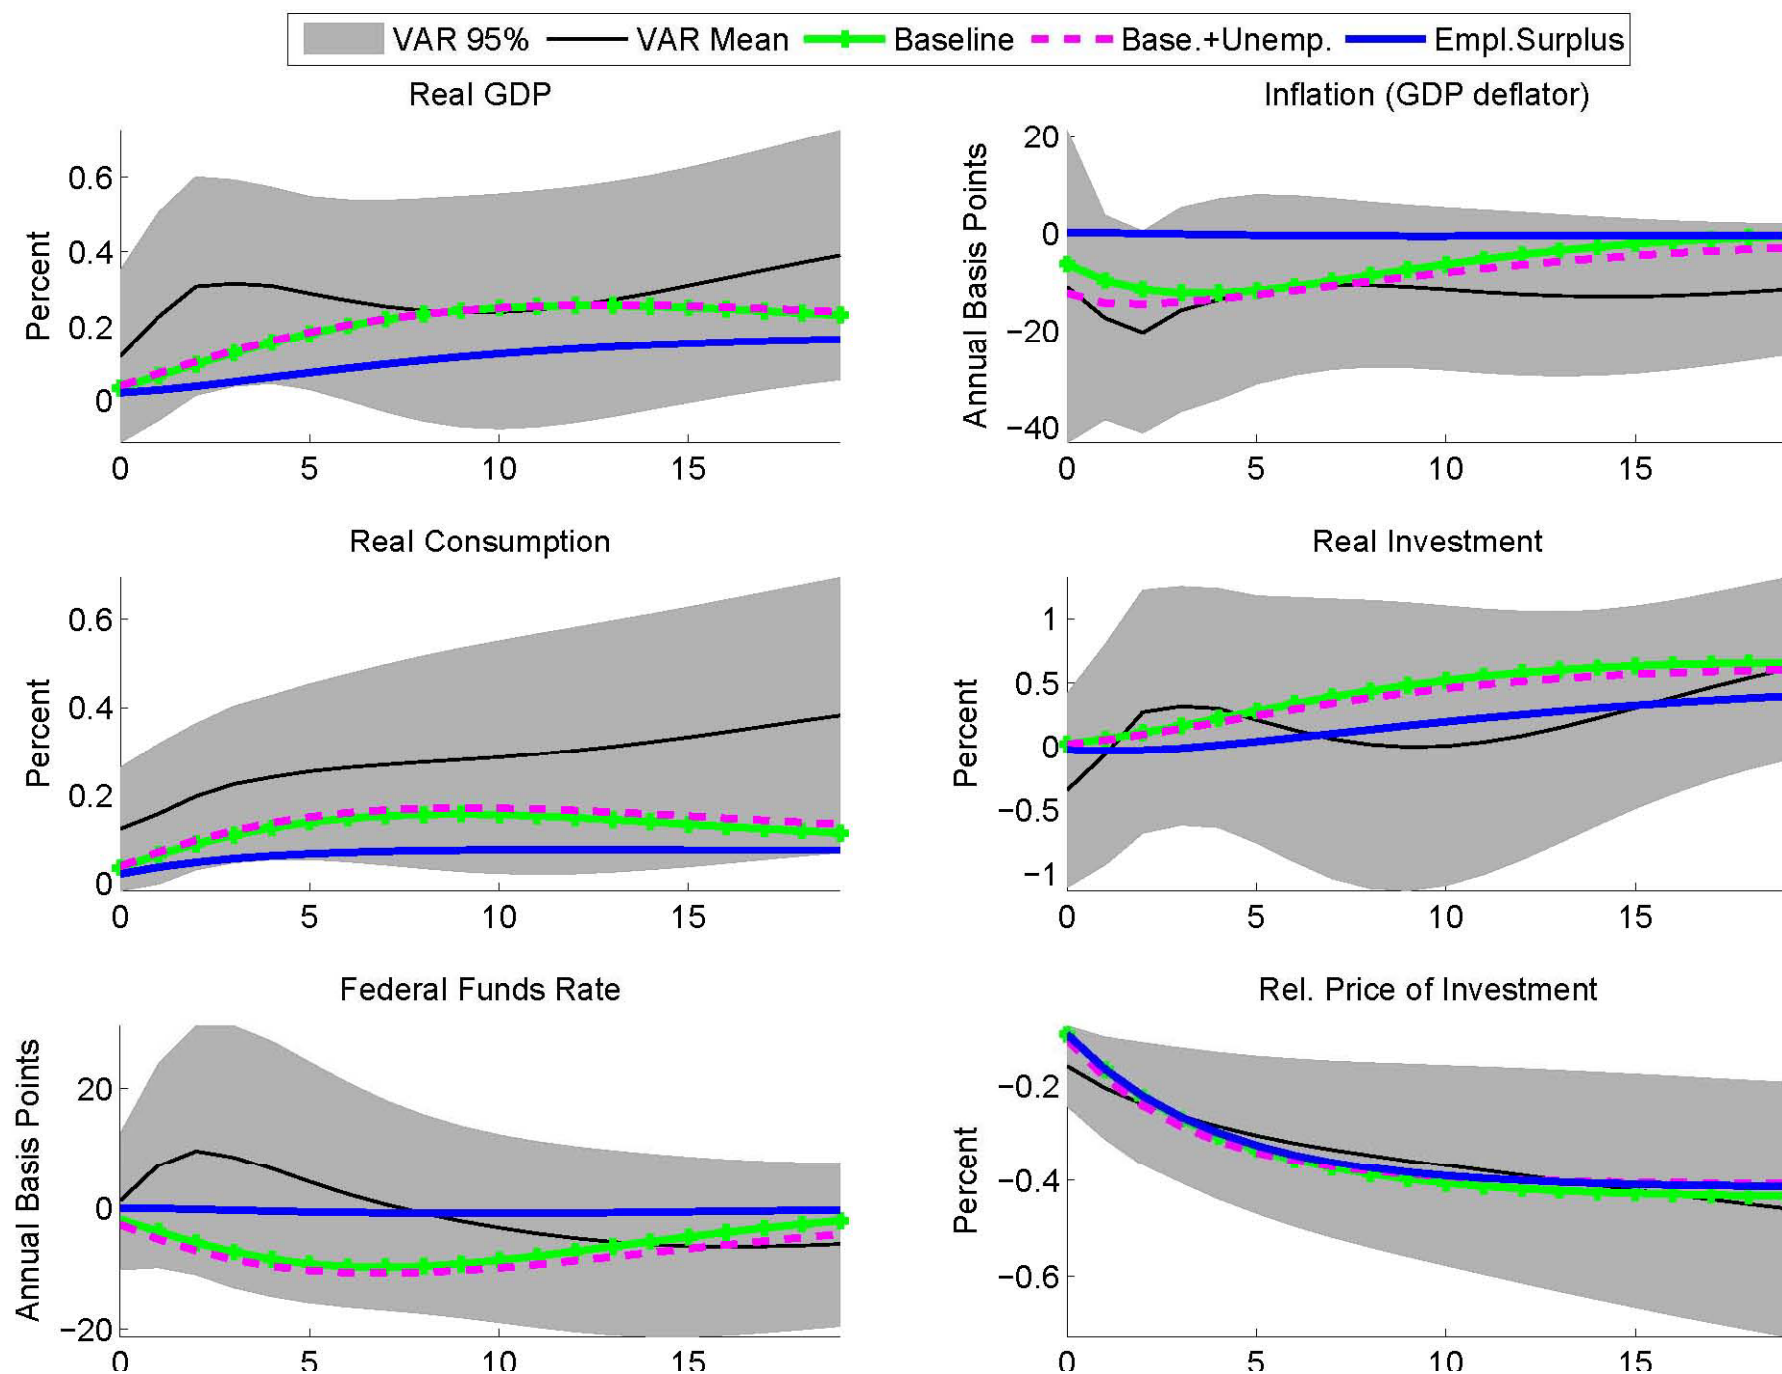 VAR 95% VAR Mean Baseline Base.+Unemp. Empl.Surplus
Real GDP
Percent
0.6
0.4
0.2
0
0 5 10 15
Inflation (GDP deflator)
Annual Basis Points
20
0
−20
−40
0 5 10 15
Real Consumption
Percent
0.6
0.4
0.2
0
0 5 10 15
Real Investment
Percent
1
0.5
0
−0.5
−1
0 5 10 15
Federal Funds Rate
Annual Basis Points
20
0
−20
0 5 10 15
Rel. Price of Investment
Percent
−0.2
−0.4
−0.6
0 5 10 15